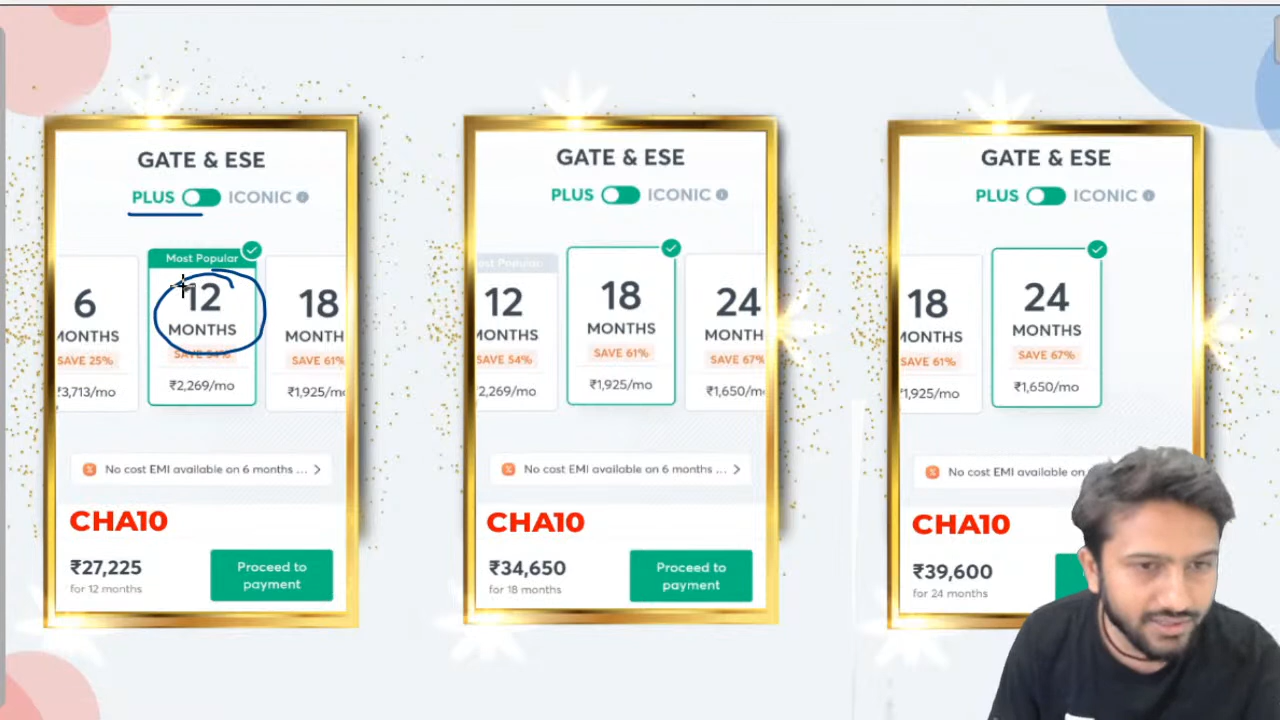 GATE & ESE
PLUS ICONIC
Most Popular
6 MONTHS
SAVE 25%
₹3,713/mo
12 MONTHS
SAVE 54%
₹2,269/mo
18 MONTH
SAVE 61%
₹1,925/mo
No cost EMI available on 6 months ...
CHA10
₹27,225
for 12 months
Proceed to
payment
GATE & ESE
PLUS ICONIC
12 MONTHS
SAVE 54%
2,269/mo
18
MONTHS
SAVE 61%
₹1,925/mo
24
MONTH
SAVE 67%
₹1,650/m
No cost EMI available on 6 months ...
CHA10
₹34,650
for 18 months
Proceed to
payment
GATE & ESE
PLUS ICONIC
18
MONTHS
SAVE 61%
1,925/mo
24
MONTHS
SAVE 67%
₹1,650/mo
No cost EMI available on
CHA10
₹39,600
for 24 months